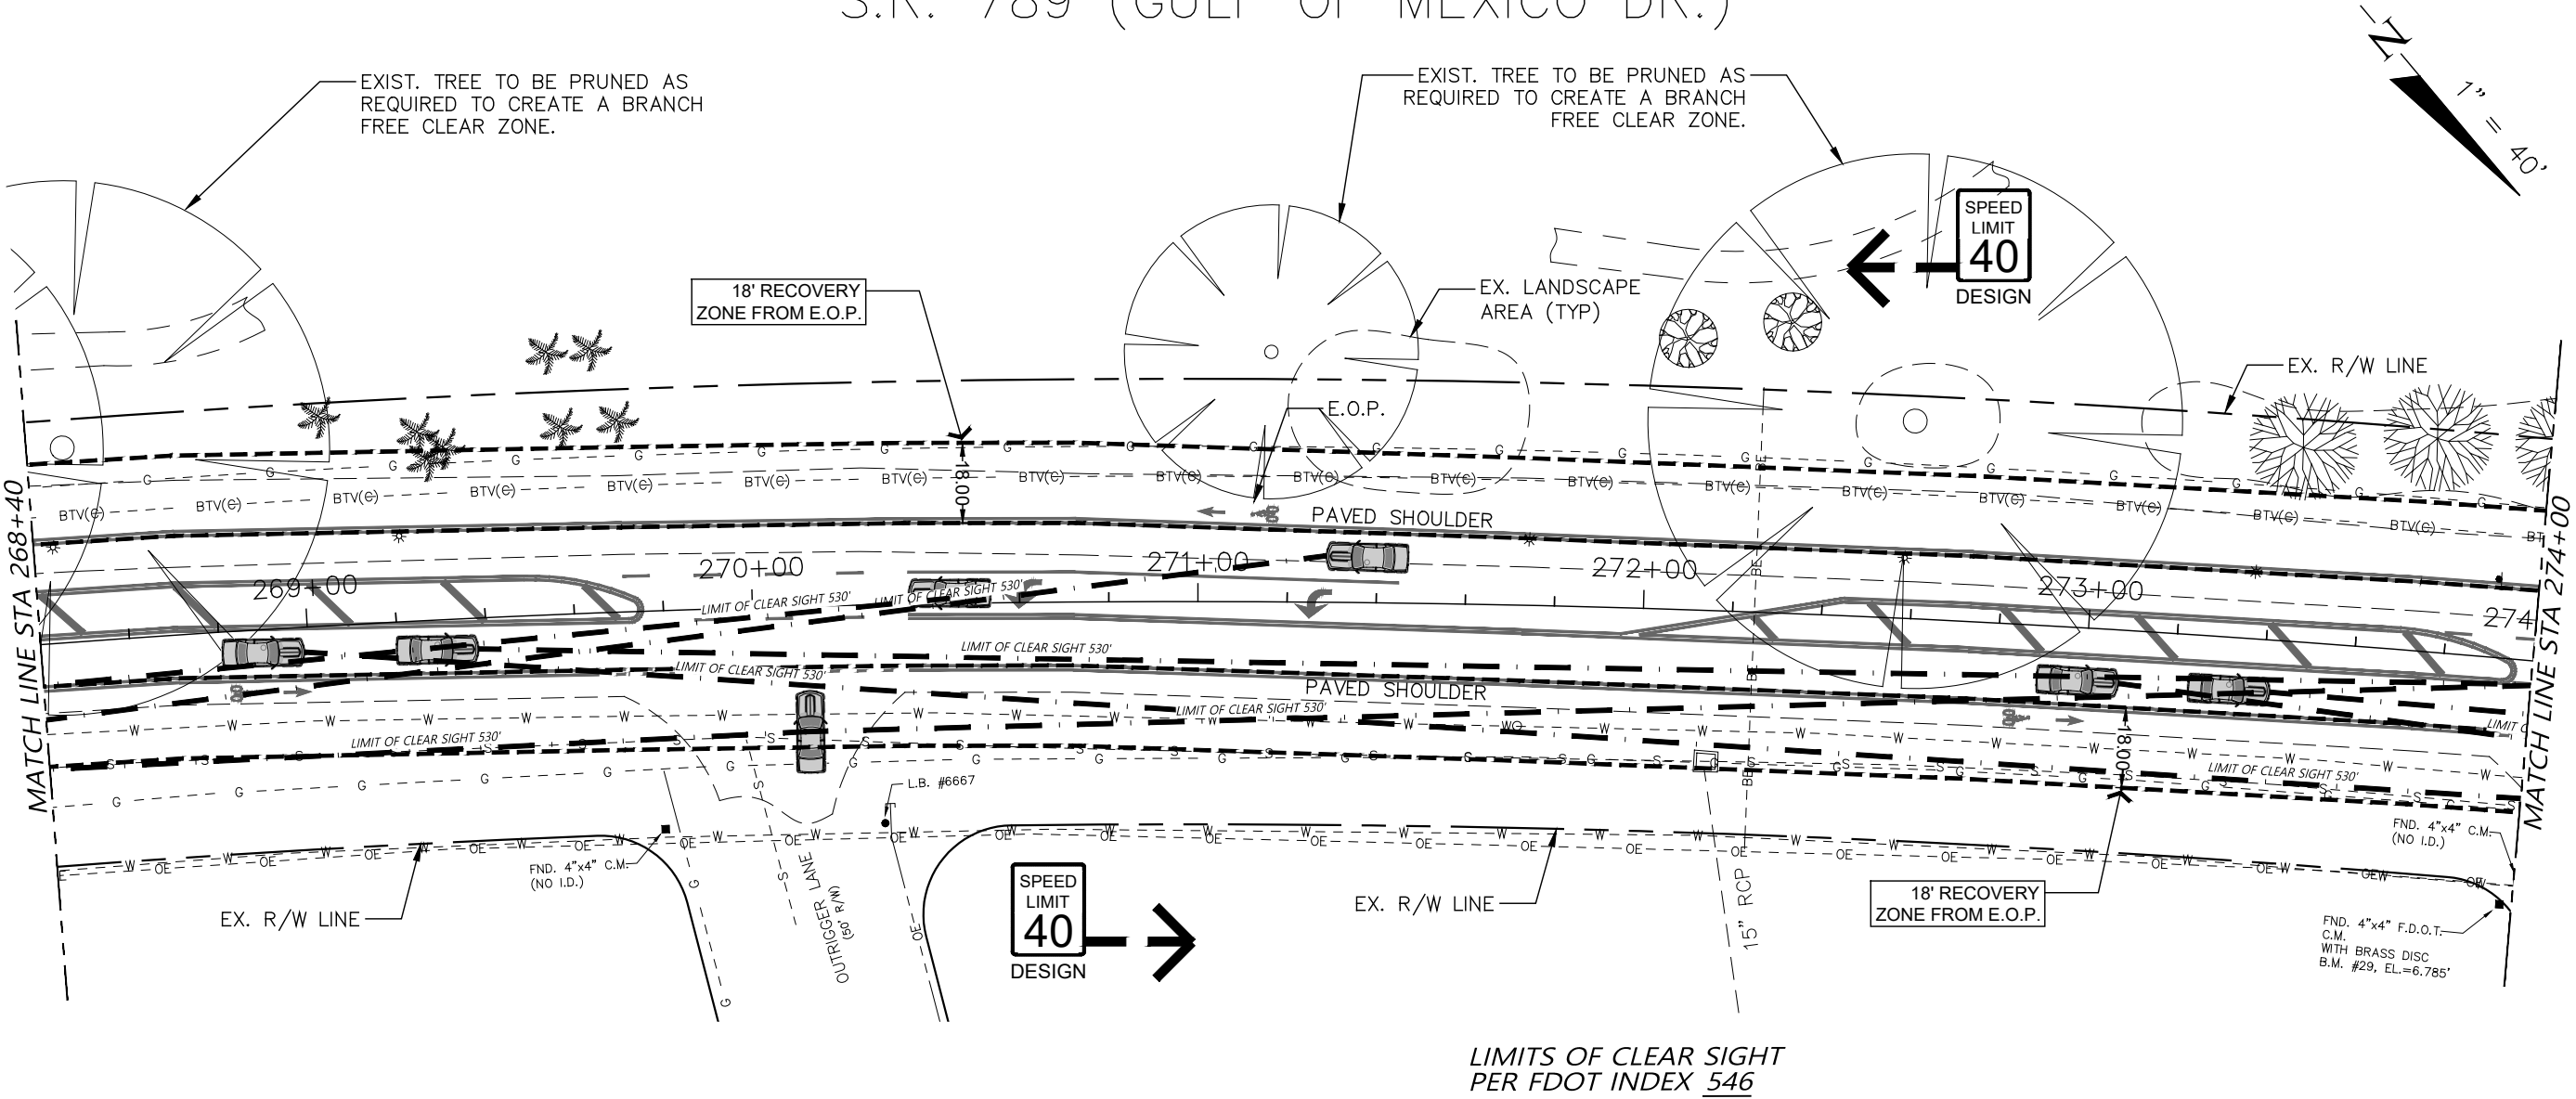 S.R. 789 (GULF OF MEXICO DR.)
N
1" = 40'
EXIST. TREE TO BE PRUNED AS
REQUIRED TO CREATE A BRANCH
FREE CLEAR ZONE.
EXIST. TREE TO BE PRUNED AS
REQUIRED TO CREATE A BRANCH
FREE CLEAR ZONE.
SPEED
LIMIT
40
DESIGN
18' RECOVERY
ZONE FROM E.O.P.
EX. LANDSCAPE
AREA (TYP)
EX. R/W LINE
E.O.P.
18.00
PAVED SHOULDER
MATCH LINE STA 268+40
MATCH LINE STA 274+00
269+00
270+00
271+00
272+00
273+00
274
LIMIT OF CLEAR SIGHT 530'
LIMIT OF CLEAR SIGHT 530'
LIMIT OF CLEAR SIGHT 530'
LIMIT OF CLEAR SIGHT 530'
PAVED SHOULDER
LIMIT OF CLEAR SIGHT 530'
LIMIT OF CLEAR SIGHT 530'
LIMIT OF CLEAR SIGHT 530'
LIMIT
18.00
L.B. #6667
FND. 4"x4" C.M.
(NO I.D.)
OUTRIGGER LANE
(50' R/W)
EX. R/W LINE
SPEED
LIMIT
40
DESIGN
EX. R/W LINE
15" RCP
18' RECOVERY
ZONE FROM E.O.P.
FND. 4"x4" C.M.
(NO I.D.)
FND. 4"x4" F.D.O.T.
C.M.
WITH BRASS DISC
B.M. #29, EL.=6.785'
LIMITS OF CLEAR SIGHT
PER FDOT INDEX 546